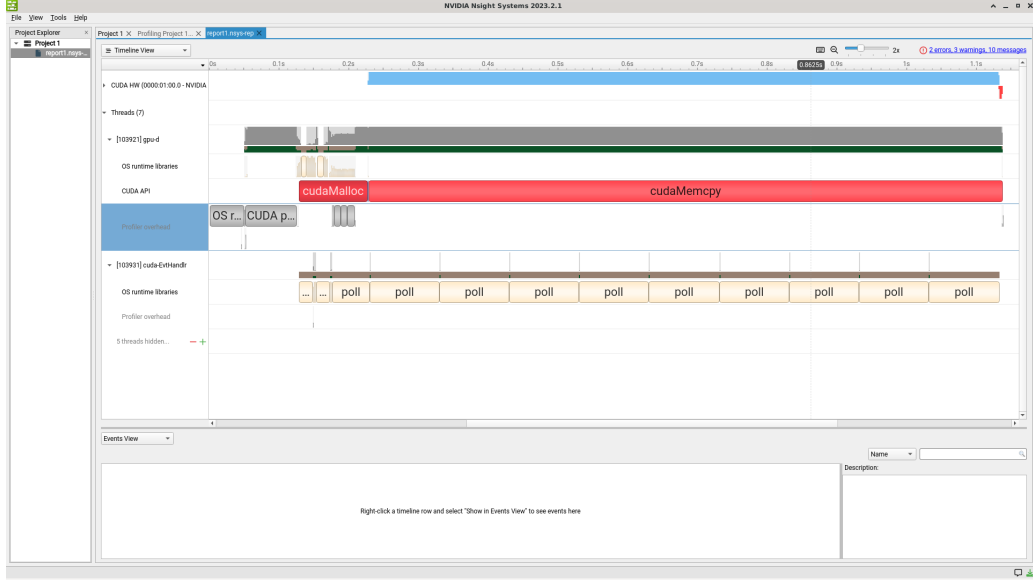 NVIDIA Nsight Systems 2023.2.1
File View Tools Help
Project Explorer
Project 1
report1.nsys-...
Project 1
Profiling Project 1...
report1.nsys-rep
Timeline View
2x
2 errors, 3 warnings, 10 messages
0s 0.1s 0.2s 0.3s 0.4s 0.5s 0.6s 0.7s 0.8s 0.8625s 0.9s 1s 1.1s
CUDA HW (0000:01:00.0 - NVIDIA
Threads (7)
[103921] gpu-d
OS runtime libraries
CUDA API
cudaMalloc
cudaMemcpy
Profiler overhead
OS r...
CUDA p...
[103931] cuda-EvtHandlr
OS runtime libraries
... ... poll poll poll poll poll poll poll poll poll poll
Profiler overhead
5 threads hidden...
Events View
Name
Description:
Right-click a timeline row and select "Show in Events View" to see events here